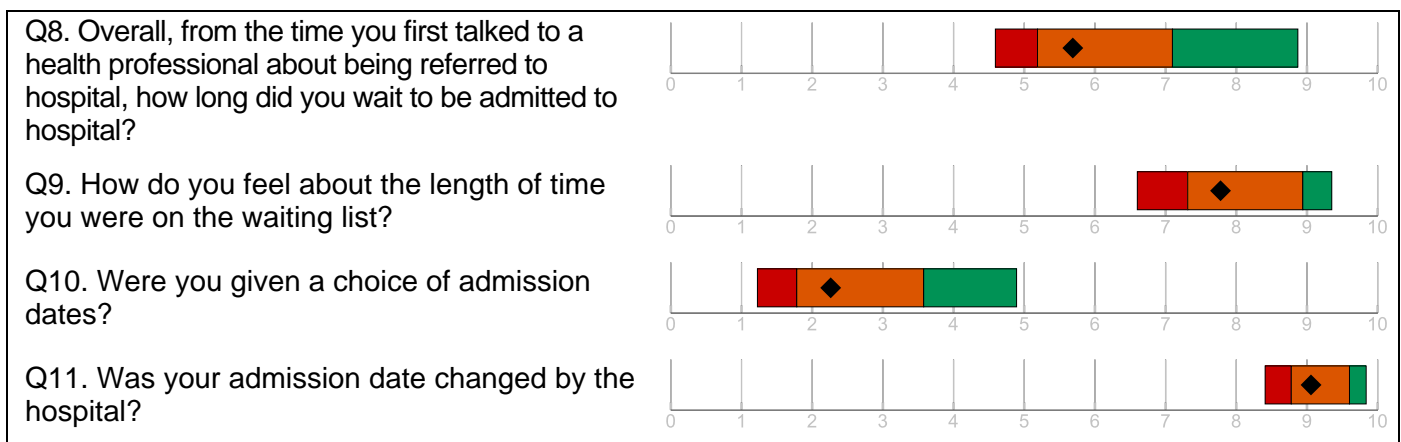 Q8. Overall, from the time you first talked to a
health professional about being referred to
hospital, how long did you wait to be admitted to
hospital?
0 1 2 3 4 5 6 7 8 9 10
Q9. How do you feel about the length of time
you were on the waiting list?
0 1 2 3 4 5 6 7 8 9 10
Q10. Were you given a choice of admission
dates?
0 1 2 3 4 5 6 7 8 9 10
Q11. Was your admission date changed by the
hospital?
0 1 2 3 4 5 6 7 8 9 10